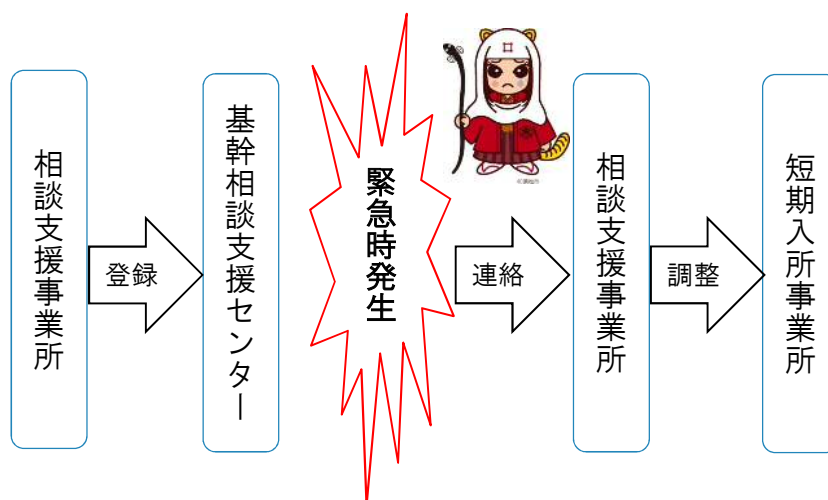 相談支援事業所
登録
基幹相談支援センター
緊急時発生
連絡
相談支援事業所
調整
短期入所事業所